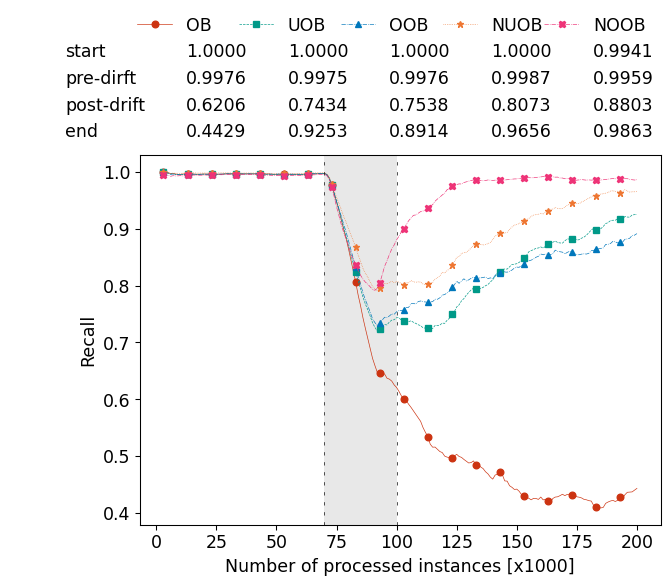 OB UOB OOB NUOB NOOB
start 1.0000 1.0000 1.0000 1.0000 0.9941
pre-dirft 0.9976 0.9975 0.9976 0.9987 0.9959
post-drift 0.6206 0.7434 0.7538 0.8073 0.8803
end 0.4429 0.9253 0.8914 0.9656 0.9863
1.0
0.9
0.8
0.7
0.6
0.5
0.4
Recall
0 25 50 75 100 125 150 175 200
Number of processed instances [x1000]